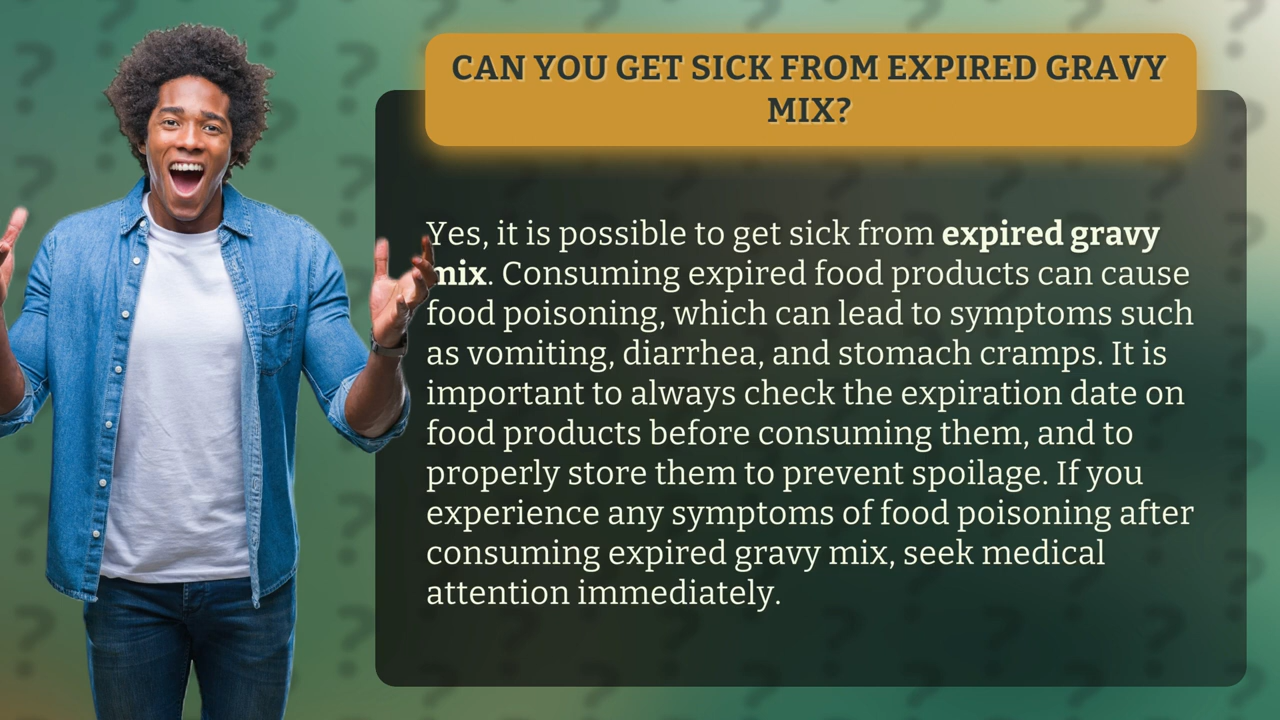 CAN YOU GET SICK FROM EXPIRED GRAVY
MIX?
Yes, it is possible to get sick from expired gravy
mix. Consuming expired food products can cause
food poisoning, which can lead to symptoms such
as vomiting, diarrhea, and stomach cramps. It is
important to always check the expiration date on
food products before consuming them, and to
properly store them to prevent spoilage. If you
experience any symptoms of food poisoning after
consuming expired gravy mix, seek medical
attention immediately.